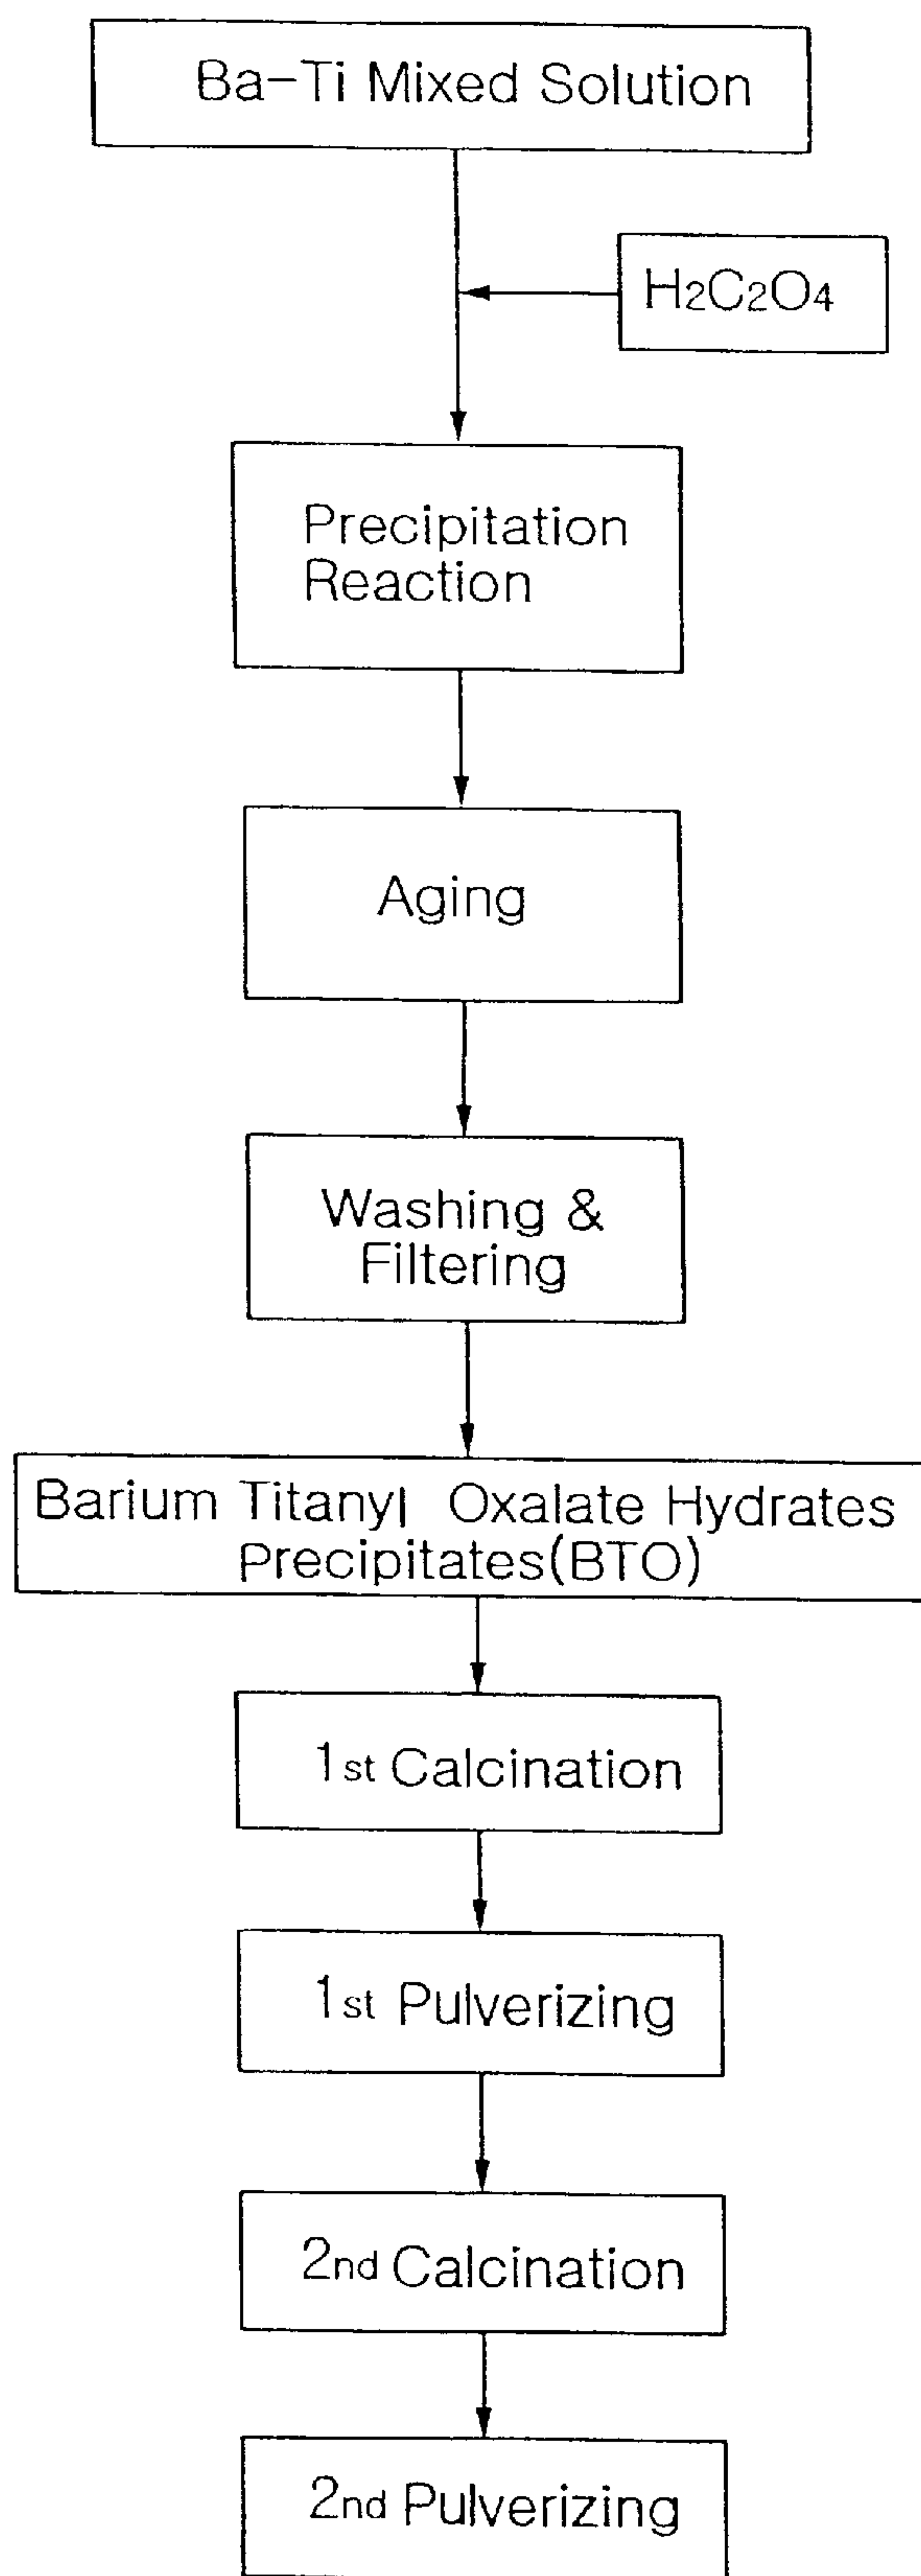 Ba-Ti Mixed Solution
H2C2O4
Precipitation
Reaction
Aging
Washing &
Filtering
Barium Titanyl Oxalate Hydrates
Precipitates(BTO)
1st Calcination
1st Pulverizing
2nd Calcination
2nd Pulverizing